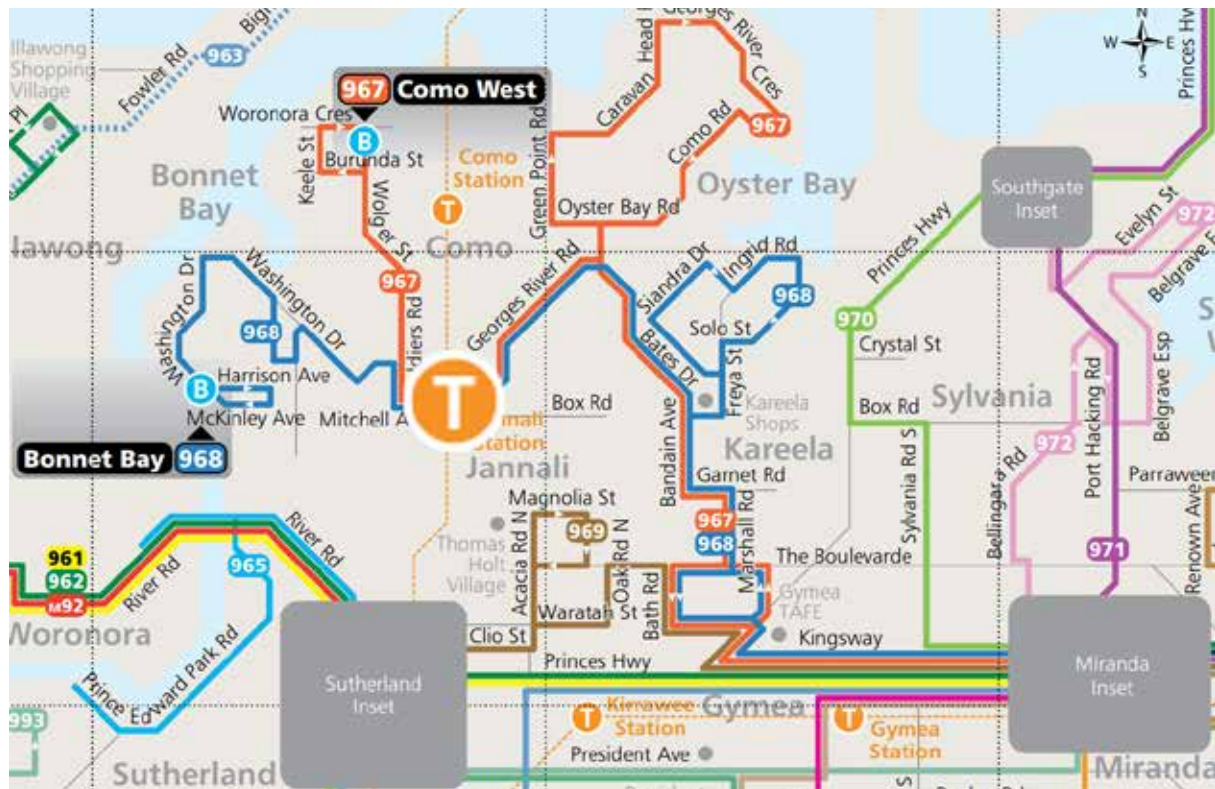 Illawong
Shopping
Village
Fowler Rd
963
Pl
967 Como West
Woronora Cres
B
Keele St
Burunda St
Wolger St
967
Bonnet
Bay
Como
Station
T
Como
Green Point Rd
Caravan Head
Georges River Cres
Como Rd
967
Oyster Bay
Oyster Bay Rd
N
W E
S
Princes Hwy
Southgate
Inset
Evelyn St
972
Belgrave Esp
Princes Hwy
970
Crystal St
Box Rd
Sylvania
972
Port Hacking Rd
Bellingara Rd
971
Parraween
Renown Ave
Washington Dr
Washington Dr
968
Washington Dr
Harrison Ave
B
McKinley Ave
Mitchell
Bonnet Bay 968
T
Station
Jannali
Georges River Rd
Box Rd
Siandra Dr
Ingrid Rd
968
Solo St
Bates Dr
Freya St
Kareela
Shops
Kareela
Bandain Ave
Garnet Rd
967
968
Marshall Rd
The Boulevarde
Gymea
TAFE
Kingsway
Sylvania Rd S
Magnolia St
969
Thomas
Holt
Village
Acacia Rd N
Oak Rd N
Bath Rd
Waratah St
Clio St
Princes Hwy
961
962
M92
River Rd
River Rd
965
Woronora
Prince Edward Park Rd
993
Sutherland
Sutherland
Inset
T
Kirrawee
Station
Gymea
T
Gymea
Station
President Ave
Miranda
Inset
Miranda
S